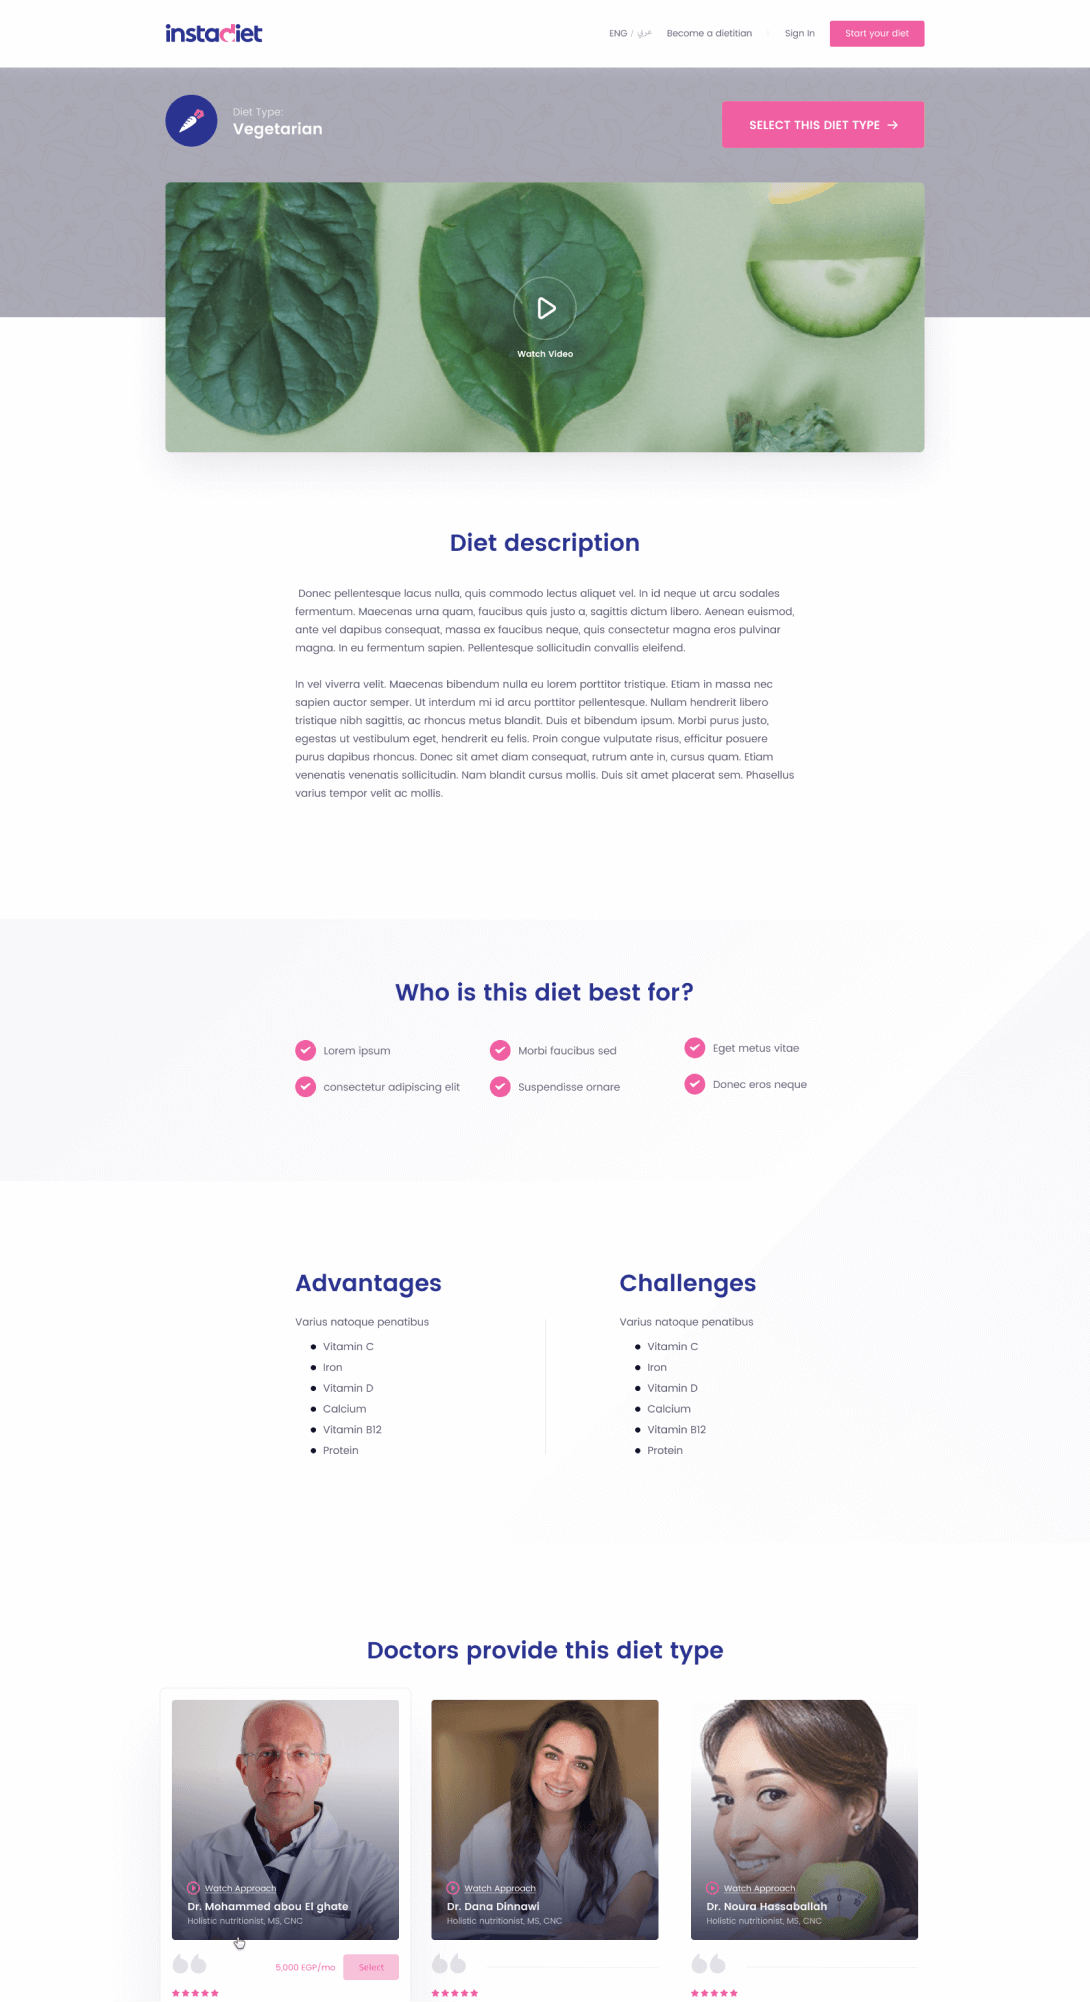 instadiet
ENG / عربي Become a dietitian Sign In Start your diet
Diet Type:
Vegetarian
SELECT THIS DIET TYPE →
Watch Video
Diet description
Donec pellentesque lacus nulla, quis commodo lectus aliquet vel. In id neque ut arcu sodales
fermentum. Maecenas urna quam, faucibus quis justo a, sagittis dictum libero. Aenean euismod,
ante vel dapibus consequat, massa ex faucibus neque, quis consectetur magna eros pulvinar
magna. In eu fermentum sapien. Pellentesque sollicitudin convallis eleifend.
In vel viverra velit. Maecenas bibendum nulla eu lorem porttitor tristique. Etiam in massa nec
sapien auctor semper. Ut interdum mi id arcu porttitor pellentesque. Nullam hendrerit libero
tristique nibh sagittis, ac rhoncus metus blandit. Duis et bibendum ipsum. Morbi purus justo,
egestas ut vestibulum eget, hendrerit eu felis. Proin congue vulputate risus, efficitur posuere
purus dapibus rhoncus. Donec sit amet diam consequat, rutrum ante in, cursus quam. Etiam
venenatis venenatis sollicitudin. Nam blandit cursus mollis. Duis sit amet placerat sem. Phasellus
varius tempor velit ac mollis.
Who is this diet best for?
Lorem ipsum
consectetur adipiscing elit
Morbi faucibus sed
Suspendisse ornare
Eget metus vitae
Donec eros neque
Advantages
Varius natoque penatibus
Vitamin C
Iron
Vitamin D
Calcium
Vitamin B12
Protein
Challenges
Varius natoque penatibus
Vitamin C
Iron
Vitamin D
Calcium
Vitamin B12
Protein
Doctors provide this diet type
Watch Approach
Dr. Mohammed abou El ghate
Holistic nutritionist, MS, CNC
5,000 EGP/mo Select
Watch Approach
Dr. Dana Dinnawi
Holistic nutritionist, MS, CNC
Watch Approach
Dr. Noura Hassaballah
Holistic nutritionist, MS, CNC